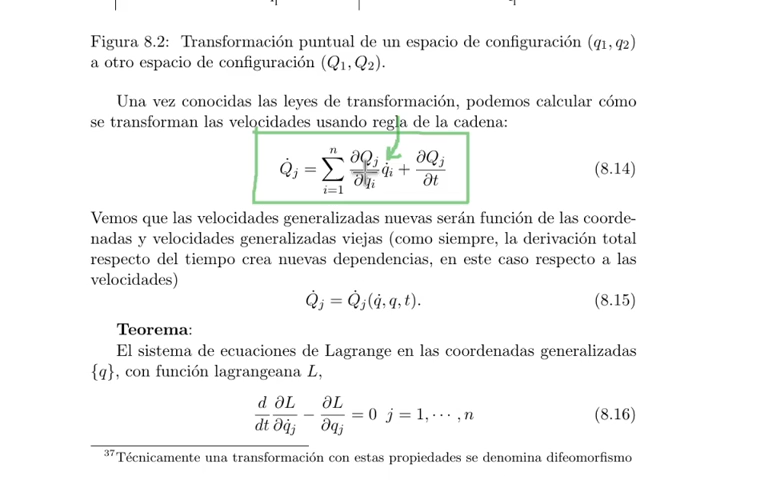 Figura 8.2: Transformación puntual de un espacio de configuración (q₁, q₂)
a otro espacio de configuración (Q₁, Q₂).
Una vez conocidas las leyes de transformación, podemos calcular cómo
se transforman las velocidades usando regla de la cadena:
Q̇ⱼ = ∑ᵢ₌₁ⁿ ∂Qⱼ/∂qᵢ q̇ᵢ + ∂Qⱼ/∂t (8.14)
Vemos que las velocidades generalizadas nuevas serán función de las coorde-
nadas y velocidades generalizadas viejas (como siempre, la derivación total
respecto del tiempo crea nuevas dependencias, en este caso respecto a las
velocidades)
Q̇ⱼ = Q̇ⱼ(q̇, q, t). (8.15)
Teorema:
El sistema de ecuaciones de Lagrange en las coordenadas generalizadas
{q}, con función lagrangeana L,
d/dt ∂L/∂q̇ⱼ − ∂L/∂qⱼ = 0 j = 1, ⋯ , n (8.16)
³⁷Técnicamente una transformación con estas propiedades se denomina difeomorfismo